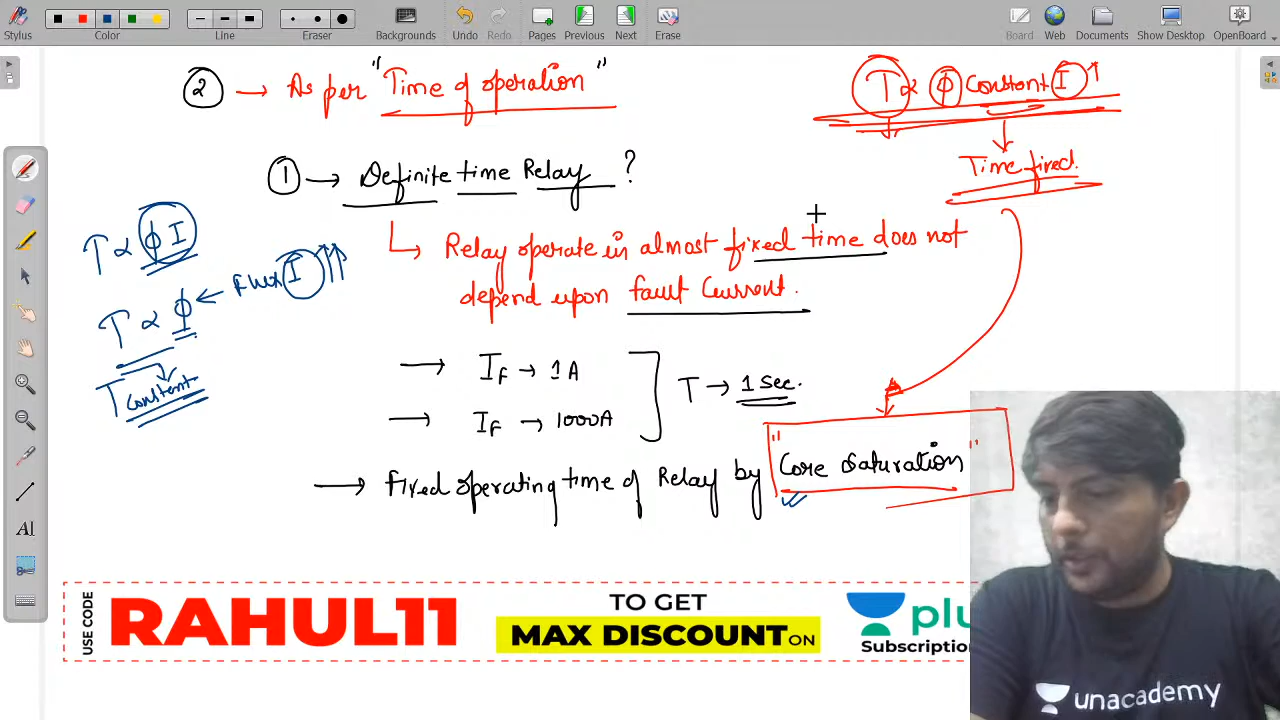 Stylus
Color
Line
Eraser
Backgrounds
Undo
Redo
Pages
Previous
Next
Erase
Board
Web
Documents
Show Desktop
OpenBoard
2 → As per "Time of operation"
T ∝ ϕ Constant I↑
Time fixed.
1 → Definite time Relay ?
Relay operate in almost fixed time does not
depend upon fault Current.
T ∝ ϕ I
T ∝ ϕ ← Flux I ↑↑
T constant
→ IF → 1A
→ IF → 1000A
T → 1 sec.
→ Fixed operating time of Relay by "Core Saturation"
USE CODE
RAHUL11
TO GET
MAX DISCOUNT ON
plu
Subscription
unacademy